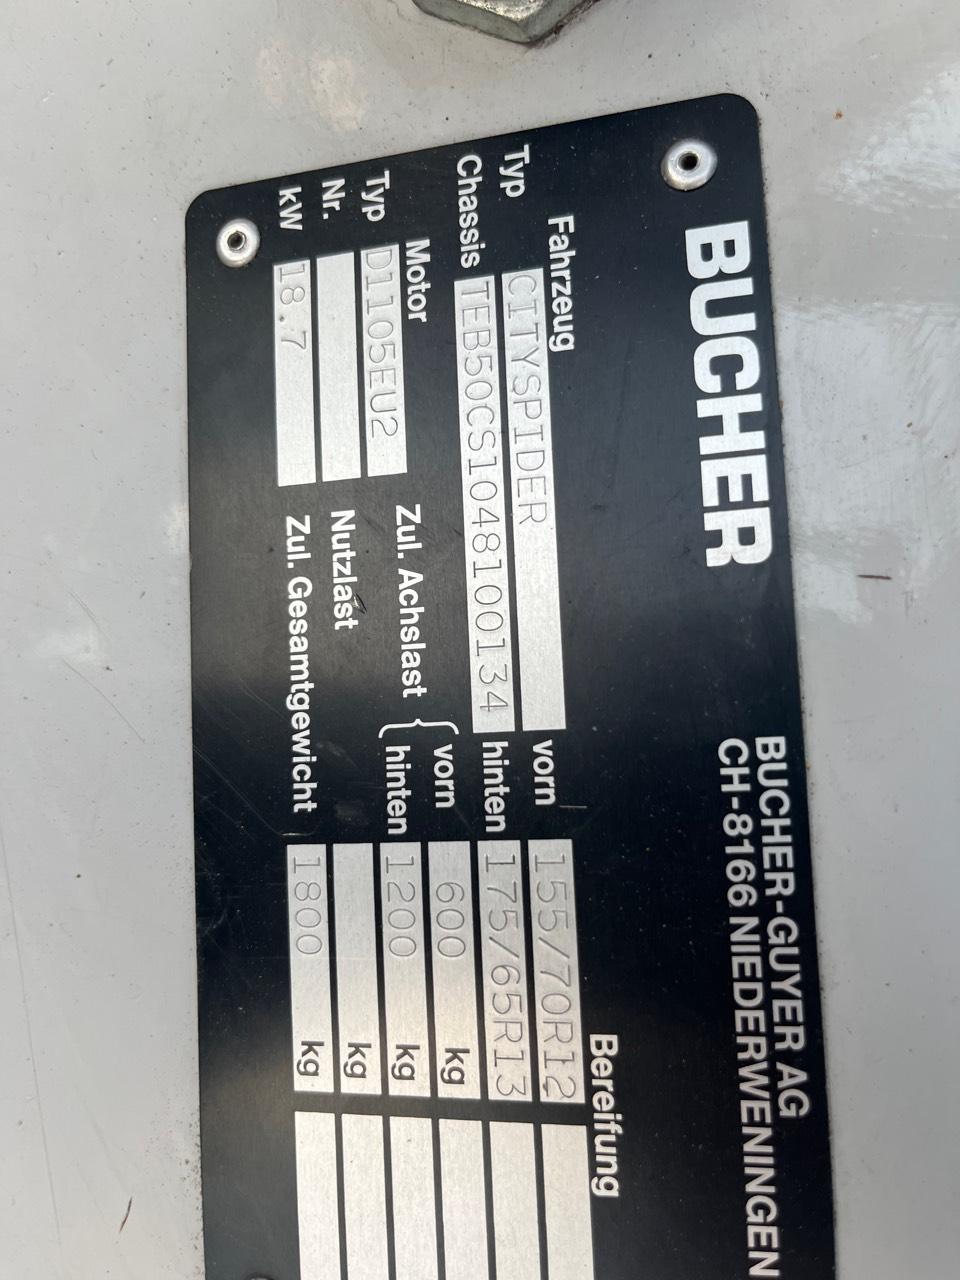 BUCHER
BUCHER-GUYER AG
CH-8166 NIEDERWENINGEN
Fahrzeug
Bereifung
Typ CITYSPIDER vorn 155/70R12
Chassis TEB50CS1048100134 hinten 175/65R13
Motor
Typ D1105EU2
Zul. Achslast { vorn 600 kg
hinten 1200 kg
Nr. Nutzlast kg
kW 18.7 Zul. Gesamtgewicht 1800 kg